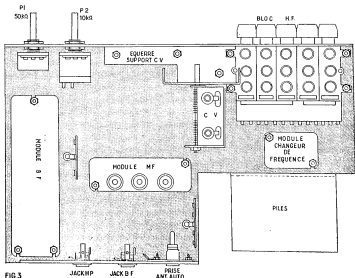 P1
50kΩ
P2
10kΩ
BLOC H.F.
EQUERRE
SUPPORT C V
C V
MODULE
CHANGEUR
DE
FREQUENCE
MODULE B F
MODULE MF
PILES
FIG.3
JACK HP
JACK B F
PRISE
ANT.AUTO